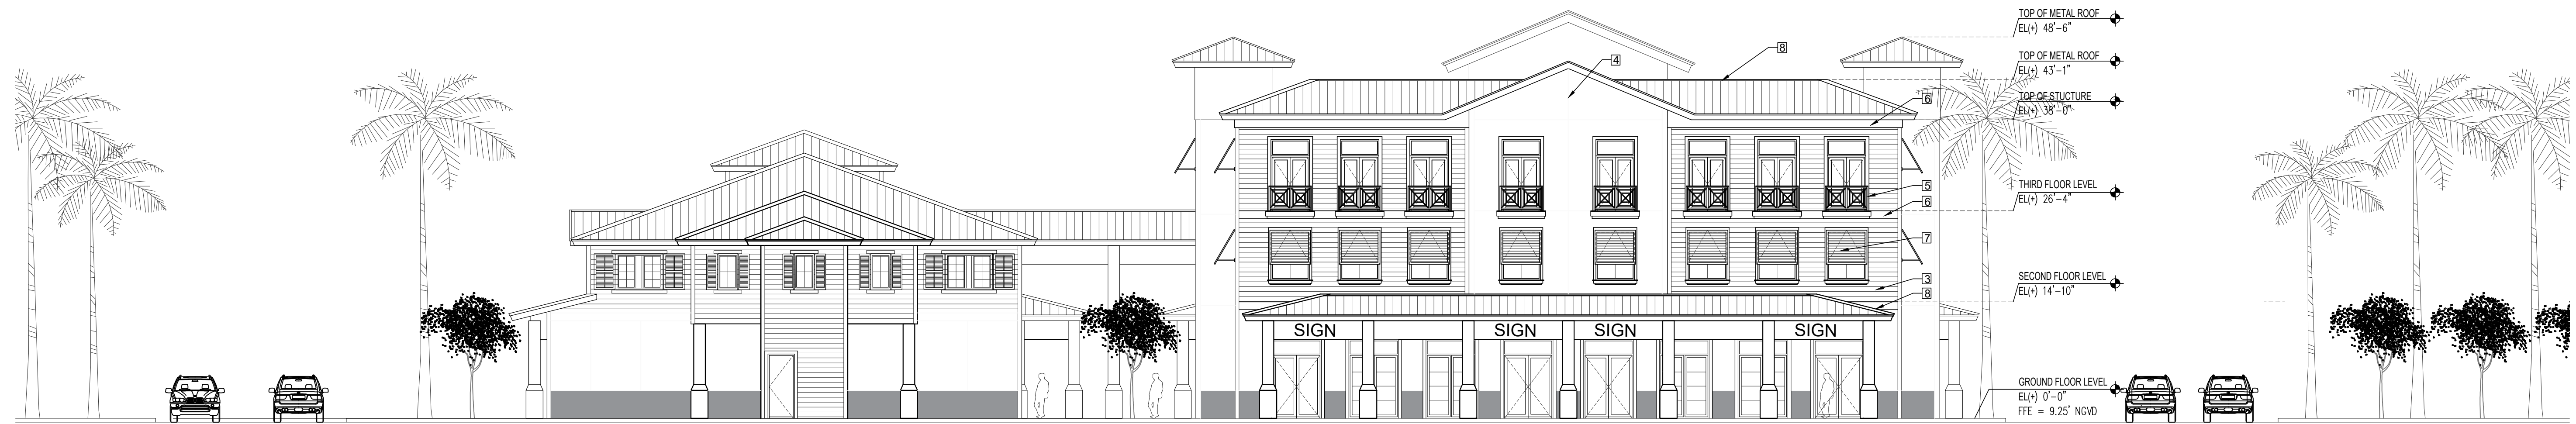 TOP OF METAL ROOF
EL(+) 48'-6"
8
4
TOP OF METAL ROOF
EL(+) 43'-1"
6
TOP OF STUCTURE
EL(+) 38'-0"
5
THIRD FLOOR LEVEL
EL(+) 26'-4"
6
7
SECOND FLOOR LEVEL
EL(+) 14'-10"
3
8
SIGN SIGN SIGN SIGN
GROUND FLOOR LEVEL
EL(+) 0'-0"
FFE = 9.25' NGVD